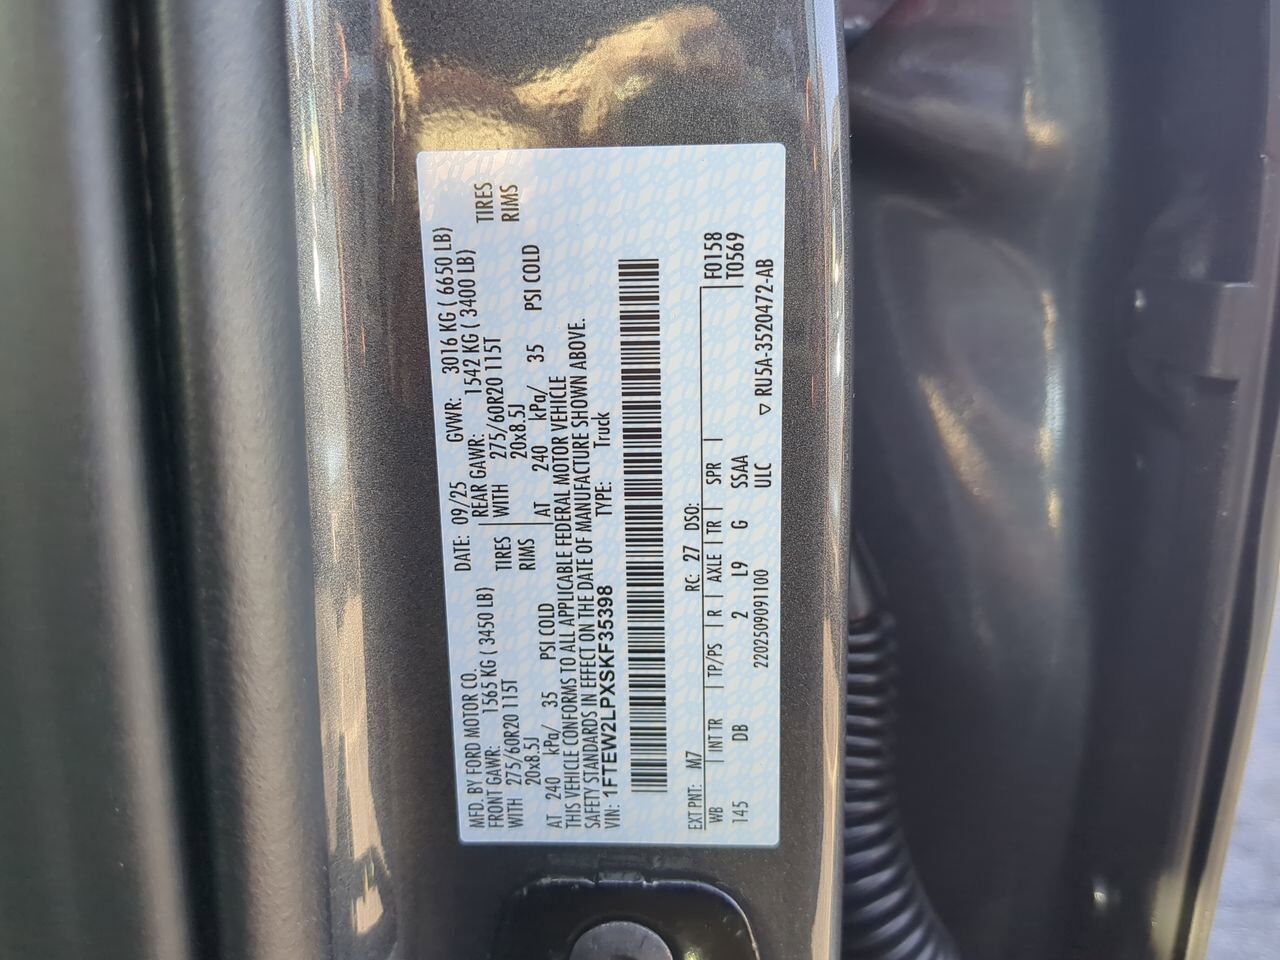 MFD. BY FORD MOTOR CO. DATE: 09/25 GVWR: 3016 KG ( 6650 LB)
FRONT GAWR: 1565 KG ( 3450 LB) REAR GAWR: 1542 KG ( 3400 LB)
WITH 275/60R20 115T TIRES WITH 275/60R20 115T TIRES
20x8.5J RIMS 20x8.5J RIMS
AT 240 kPa/ 35 PSI COLD AT 240 kPa/ 35 PSI COLD
THIS VEHICLE CONFORMS TO ALL APPLICABLE FEDERAL MOTOR VEHICLE
SAFETY STANDARDS IN EFFECT ON THE DATE OF MANUFACTURE SHOWN ABOVE.
VIN: 1FTEW2LPXSKF35398 TYPE: Truck
EXT PNT: M7 RC: 27 DSO:
WB | INT TR | TP/PS | R | AXLE | TR | SPR | F0158
145 DB 2 L9 G SSAA T0569
2202509091100 ULC ▽ RU5A-3520472-AB